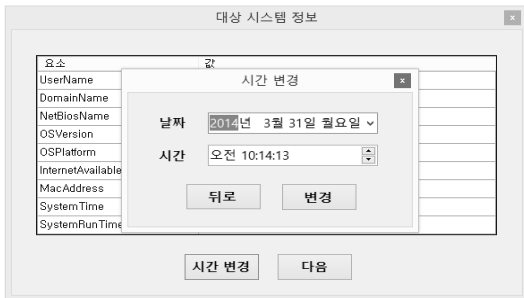 대상 시스템 정보
x
요소 값
UserName
시간 변경
x
DomainName
NetBiosName
날짜 2014년 3월 31일 월요일
OSVersion
OSPlatform
시간 오전 10:14:13
InternetAvailable
MacAddress
뒤로 변경
SystemTime
SystemRunTime
시간 변경 다음